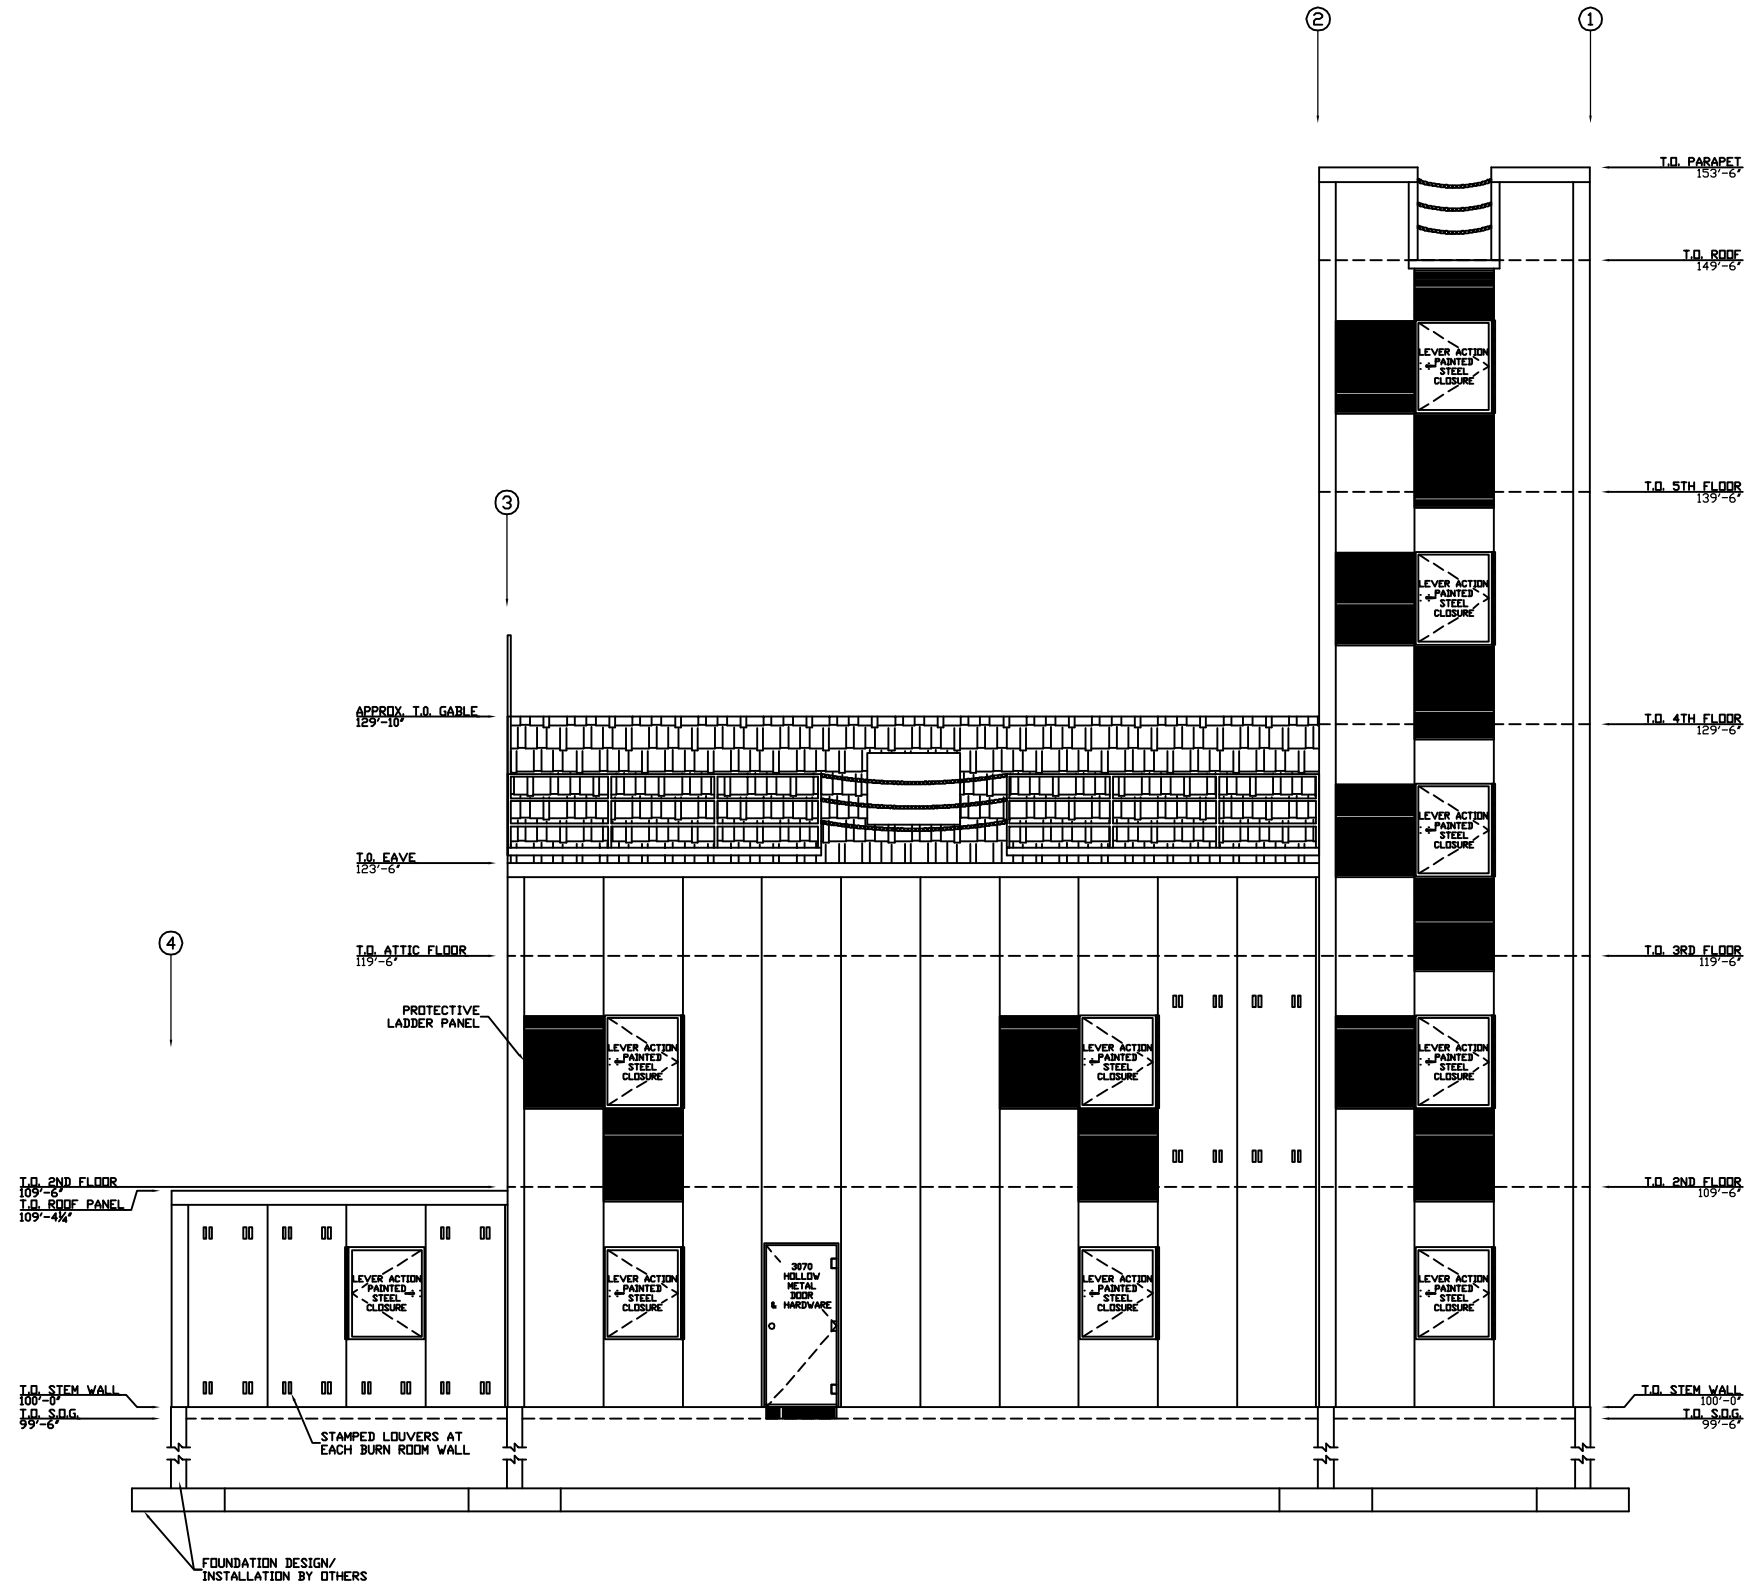 2
1
T.O. PARAPET
153'-6"
T.O. ROOF
149'-6"
LEVER ACTION
PAINTED
STEEL
CLOSURE
T.O. 5TH FLOOR
139'-6"
3
LEVER ACTION
PAINTED
STEEL
CLOSURE
APPROX. T.O. GABLE
129'-10"
T.O. 4TH FLOOR
129'-6"
LEVER ACTION
PAINTED
STEEL
CLOSURE
T.O. EAVE
123'-6"
4
T.O. ATTIC FLOOR
119'-6"
T.O. 3RD FLOOR
119'-6"
PROTECTIVE
LADDER PANEL
LEVER ACTION
PAINTED
STEEL
CLOSURE
LEVER ACTION
PAINTED
STEEL
CLOSURE
LEVER ACTION
PAINTED
STEEL
CLOSURE
T.O. 2ND FLOOR
109'-6"
T.O. ROOF PANEL
109'-4¼"
T.O. 2ND FLOOR
109'-6"
LEVER ACTION
PAINTED
STEEL
CLOSURE
LEVER ACTION
PAINTED
STEEL
CLOSURE
3070
HOLLOW
METAL
DOOR
& HARDWARE
LEVER ACTION
PAINTED
STEEL
CLOSURE
LEVER ACTION
PAINTED
STEEL
CLOSURE
T.O. STEM WALL
100'-0"
T.O. S.O.G.
99'-6"
T.O. STEM WALL
100'-0"
T.O. S.O.G.
99'-6"
STAMPED LOUVERS AT
EACH BURN ROOM WALL
FOUNDATION DESIGN/
INSTALLATION BY OTHERS